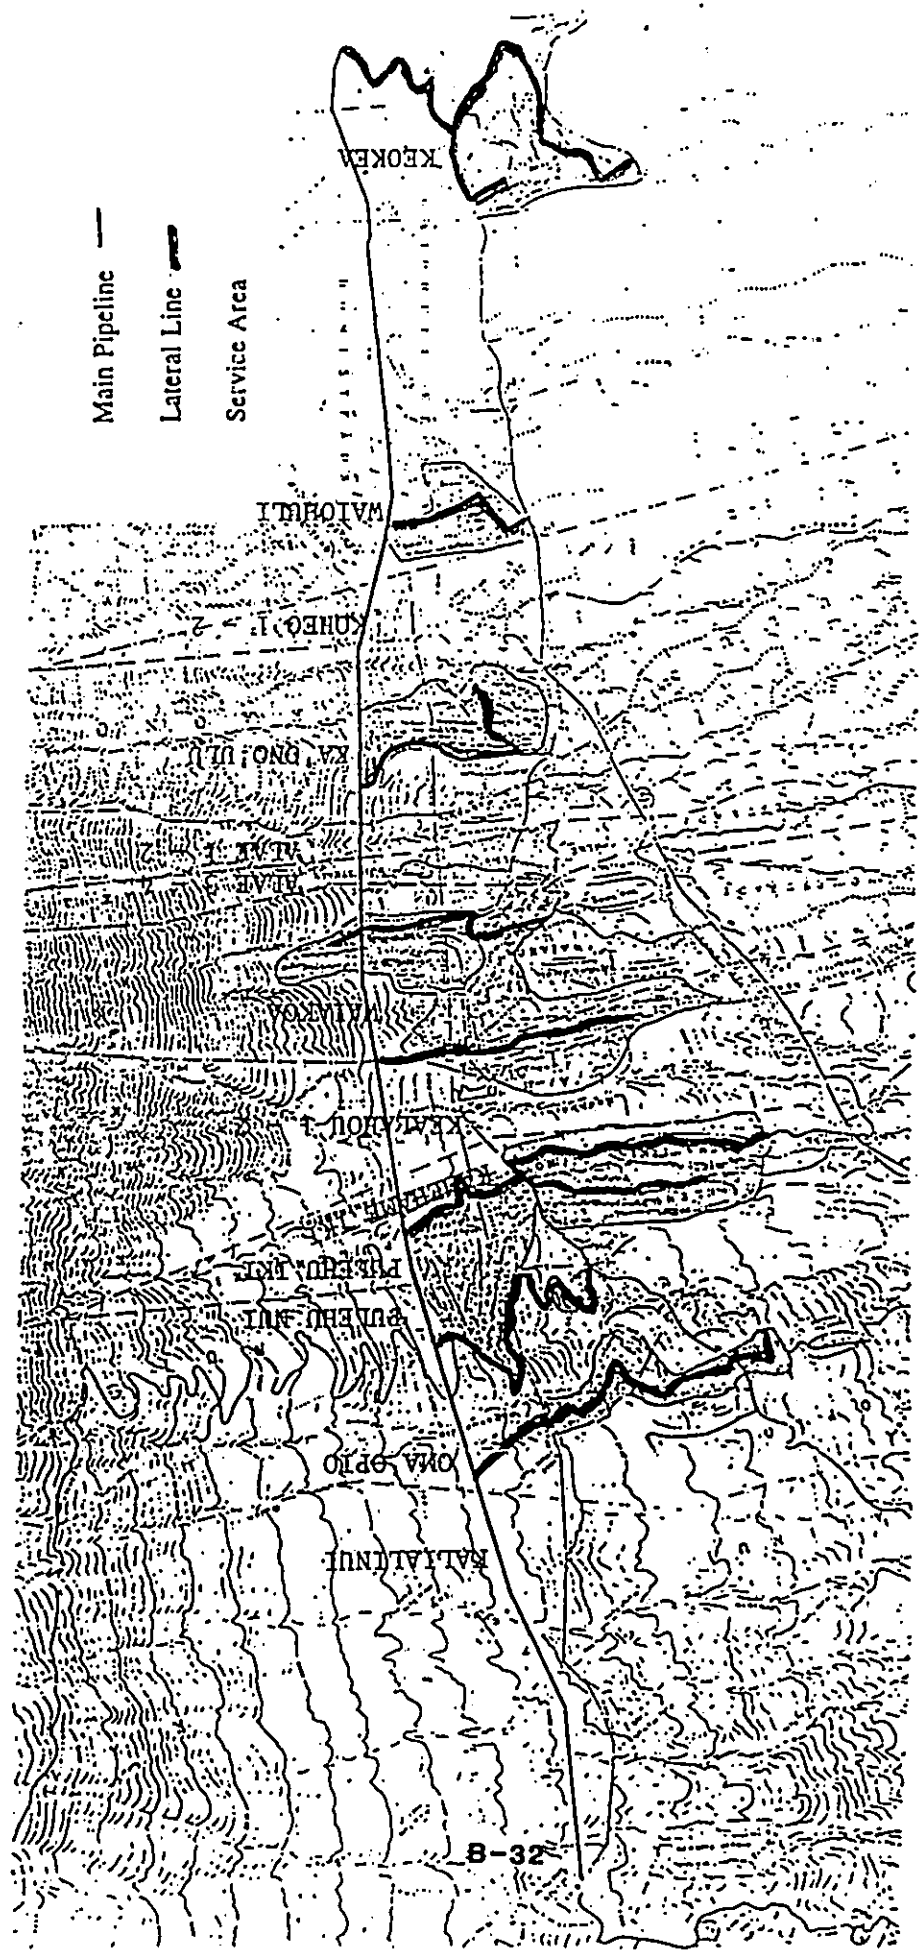 Main Pipeline
Lateral Line
Service Area
KEOKEA
WAIOHULI
KOHEO 1 - 2
KA'ONO'ULU
ALAE 1 - 2
ALAE 3 - 4
WAIAKOA
KEALAHOU 1 - 2
PULEHU IKI
PULEHU NUI
OMA OPIO
KALIALINUI
B-32